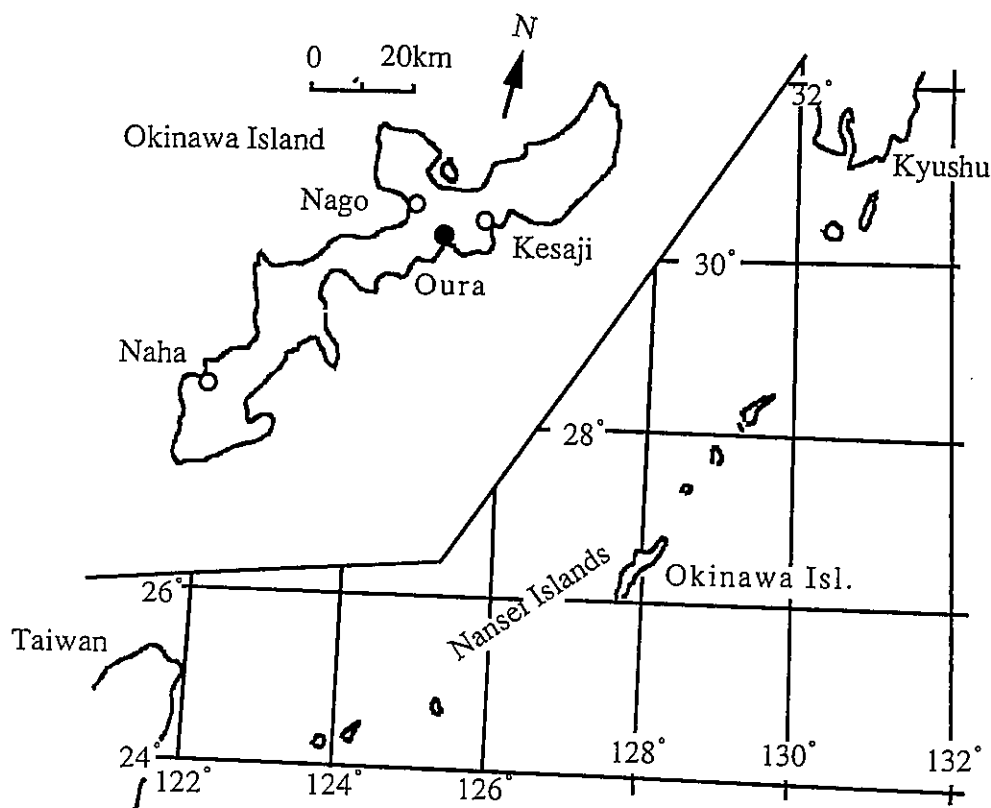 N
0 20km
Okinawa Island
Nago
Kesaji
Oura
Naha
32°
Kyushu
30°
28°
Nansei Islands
Okinawa Isl.
26°
Taiwan
24°
122°
124°
126°
128°
130°
132°